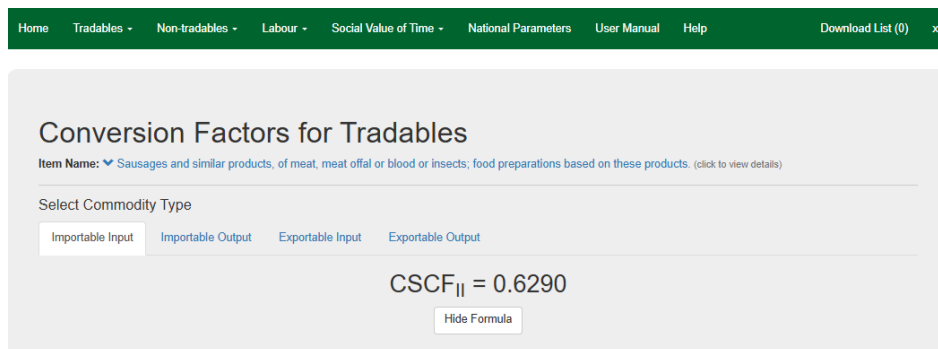 Home Tradables Non-tradables Labour Social Value of Time National Parameters User Manual Help Download List (0) x
Conversion Factors for Tradables
Item Name: Sausages and similar products, of meat, meat offal or blood or insects; food preparations based on these products. (click to view details)
Select Commodity Type
Importable Input Importable Output Exportable Input Exportable Output
CSCF_II = 0.6290
Hide Formula